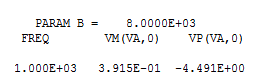 PARAM B = 8.0000E+03
FREQ VM(VA,0) VP(VA,0)
1.000E+03 3.915E-01 -4.491E+00